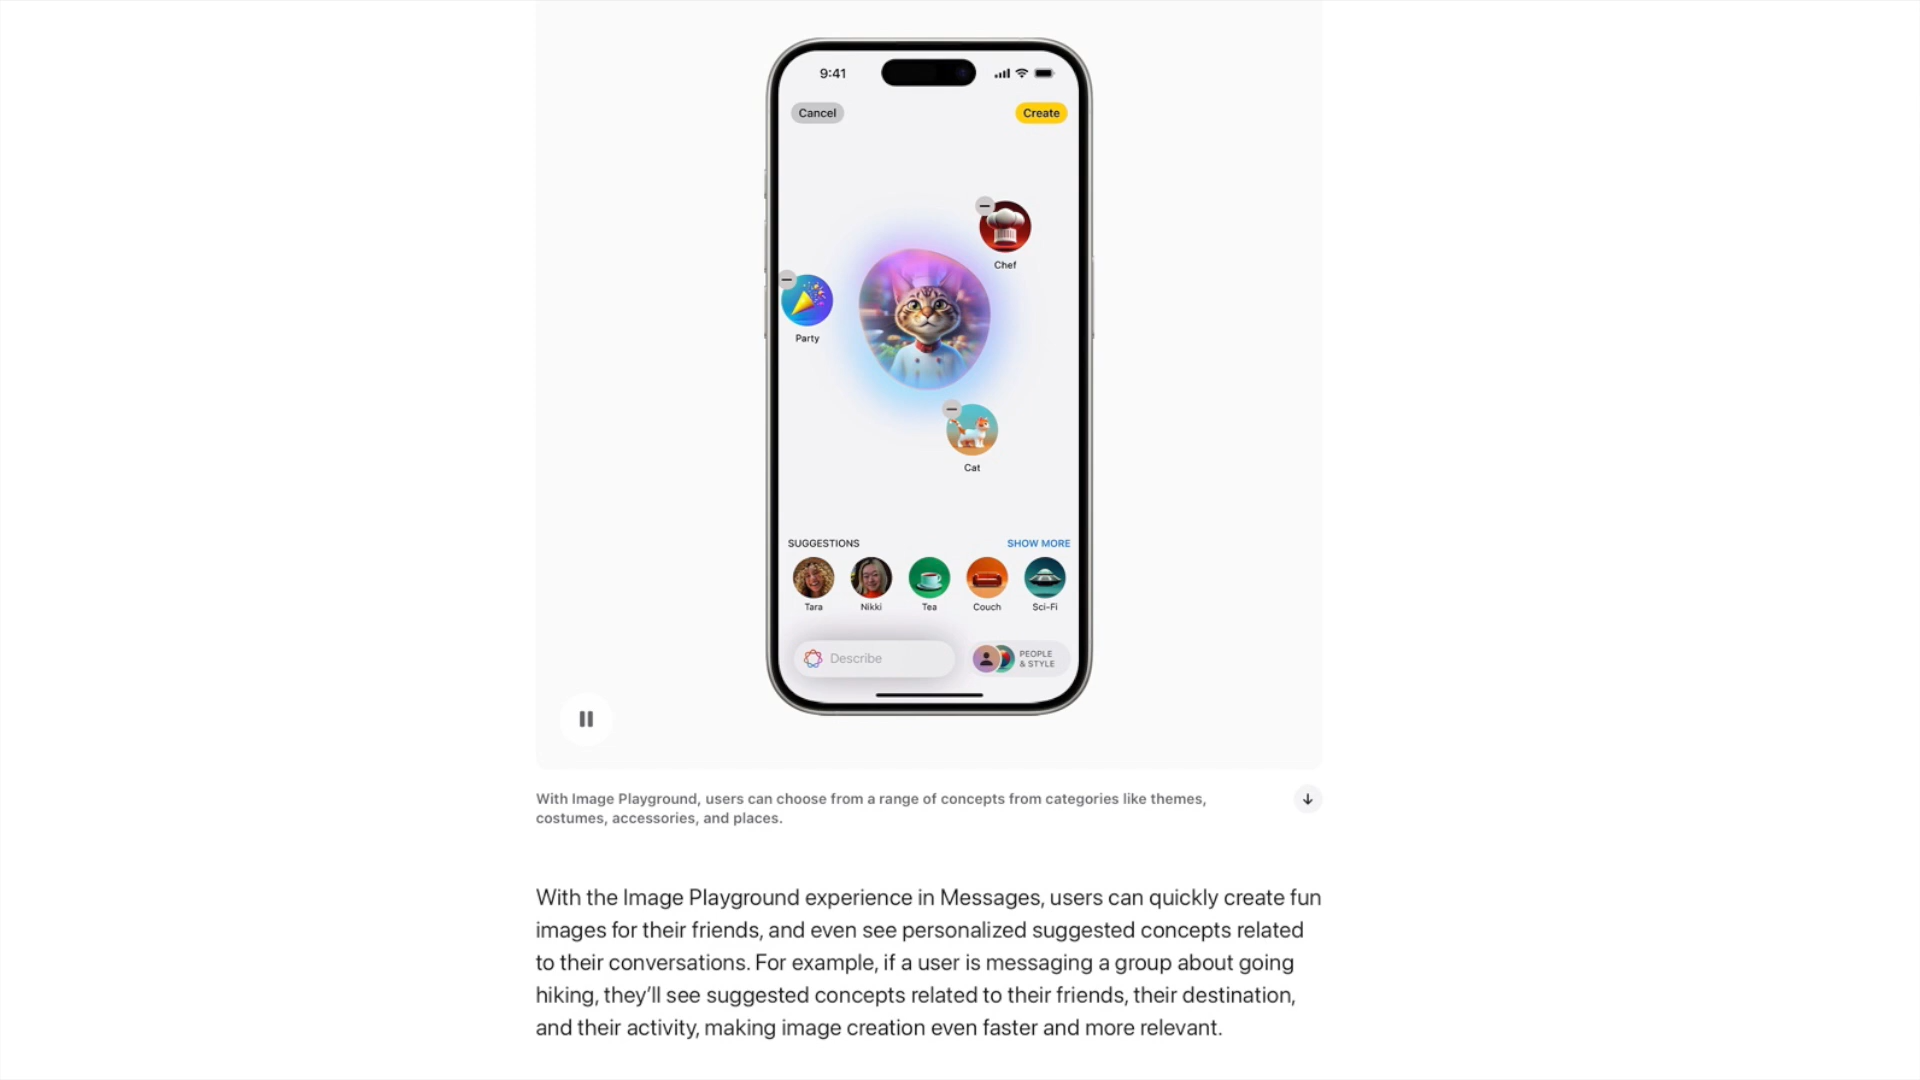 9:41
Cancel
Create
Chef
Party
Cat
SUGGESTIONS
SHOW MORE
Tara
Nikki
Tea
Couch
Sci-Fi
Describe
PEOPLE
& STYLE
With Image Playground, users can choose from a range of concepts from categories like themes,
costumes, accessories, and places.
With the Image Playground experience in Messages, users can quickly create fun
images for their friends, and even see personalized suggested concepts related
to their conversations. For example, if a user is messaging a group about going
hiking, they’ll see suggested concepts related to their friends, their destination,
and their activity, making image creation even faster and more relevant.